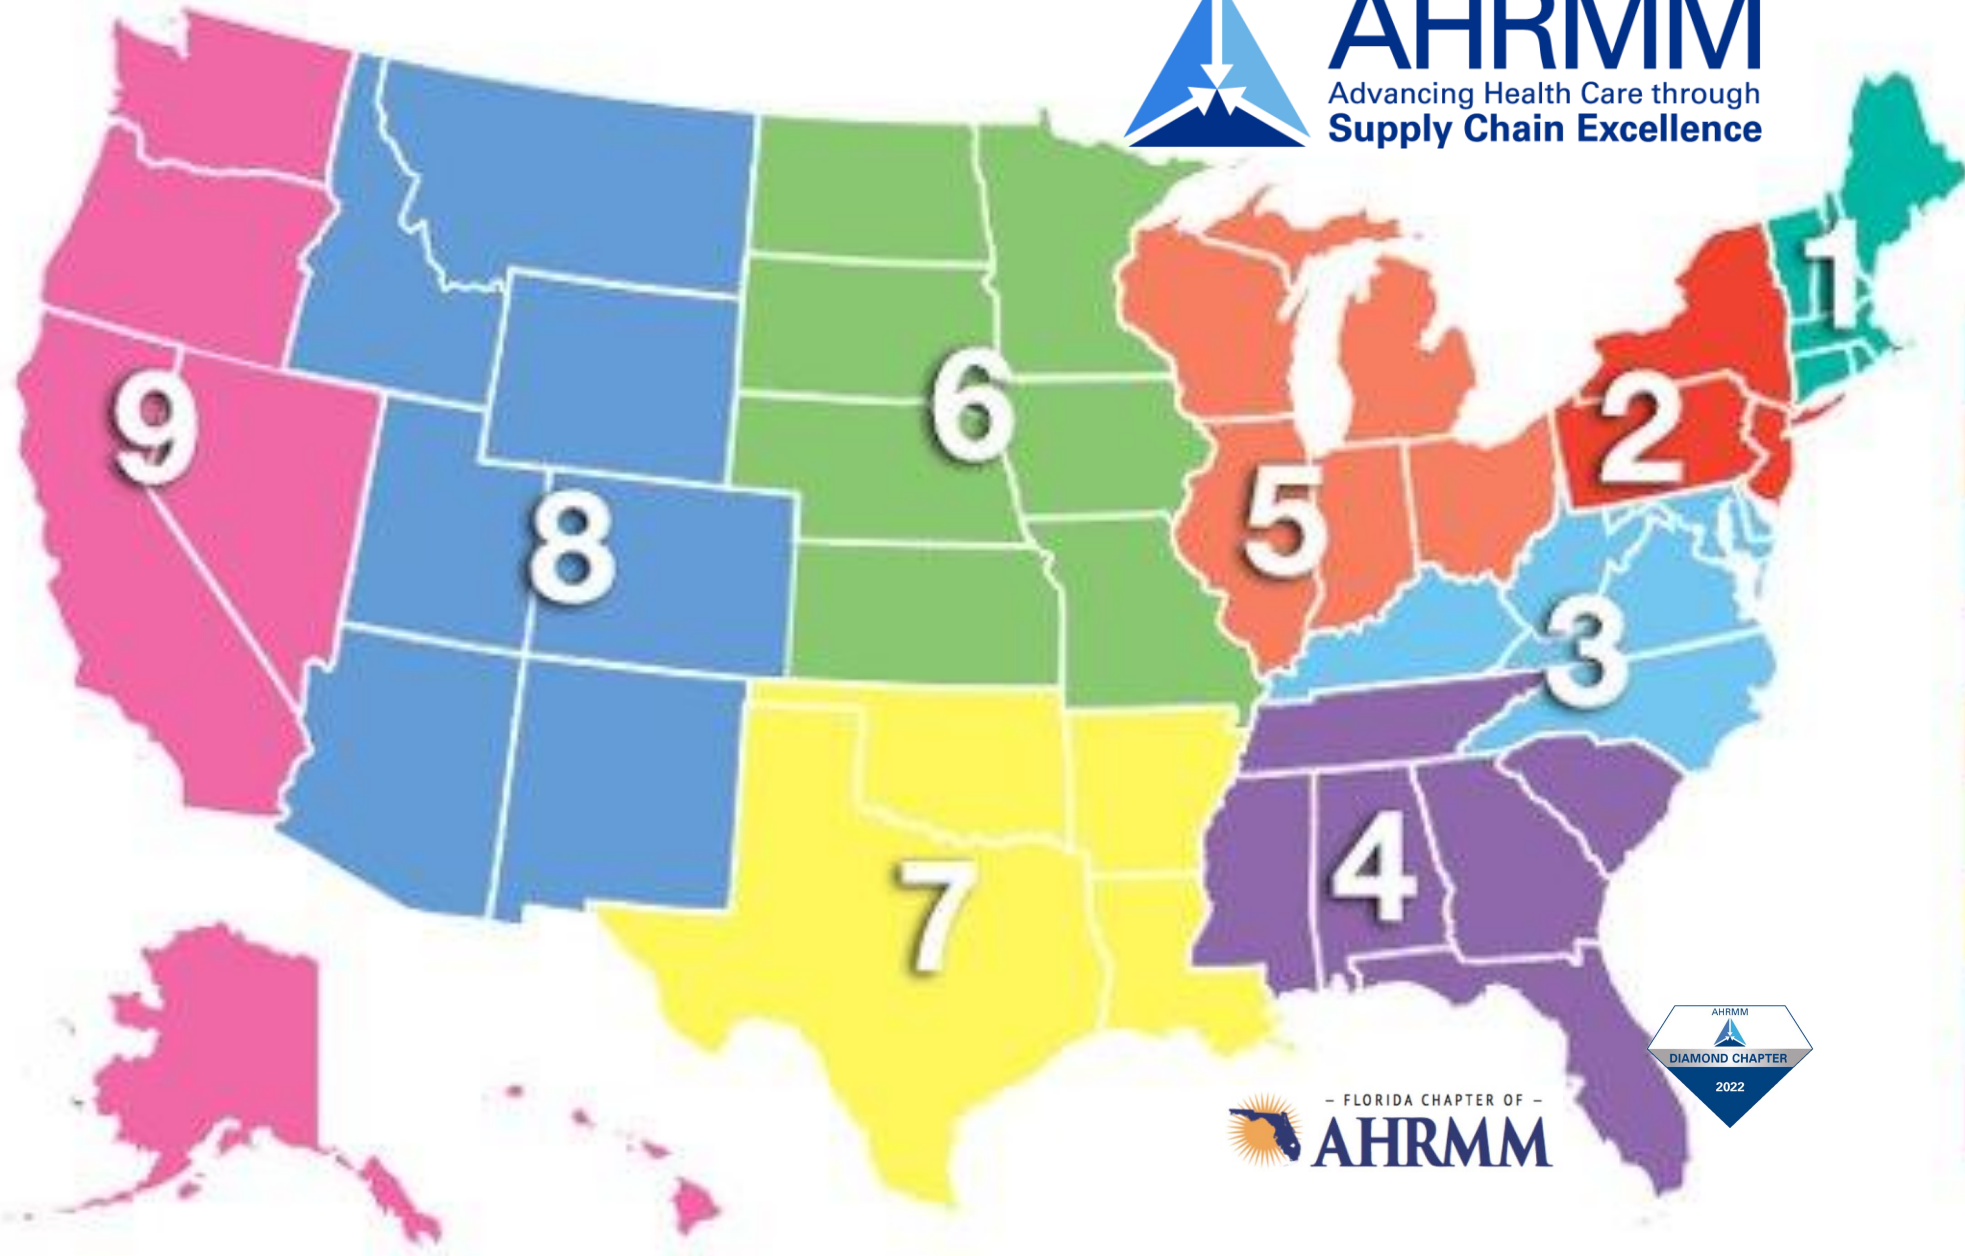 AHRMM
Advancing Health Care through
Supply Chain Excellence
1
2
3
4
5
6
7
8
9
– FLORIDA CHAPTER OF –
AHRMM
AHRMM
DIAMOND CHAPTER
2022